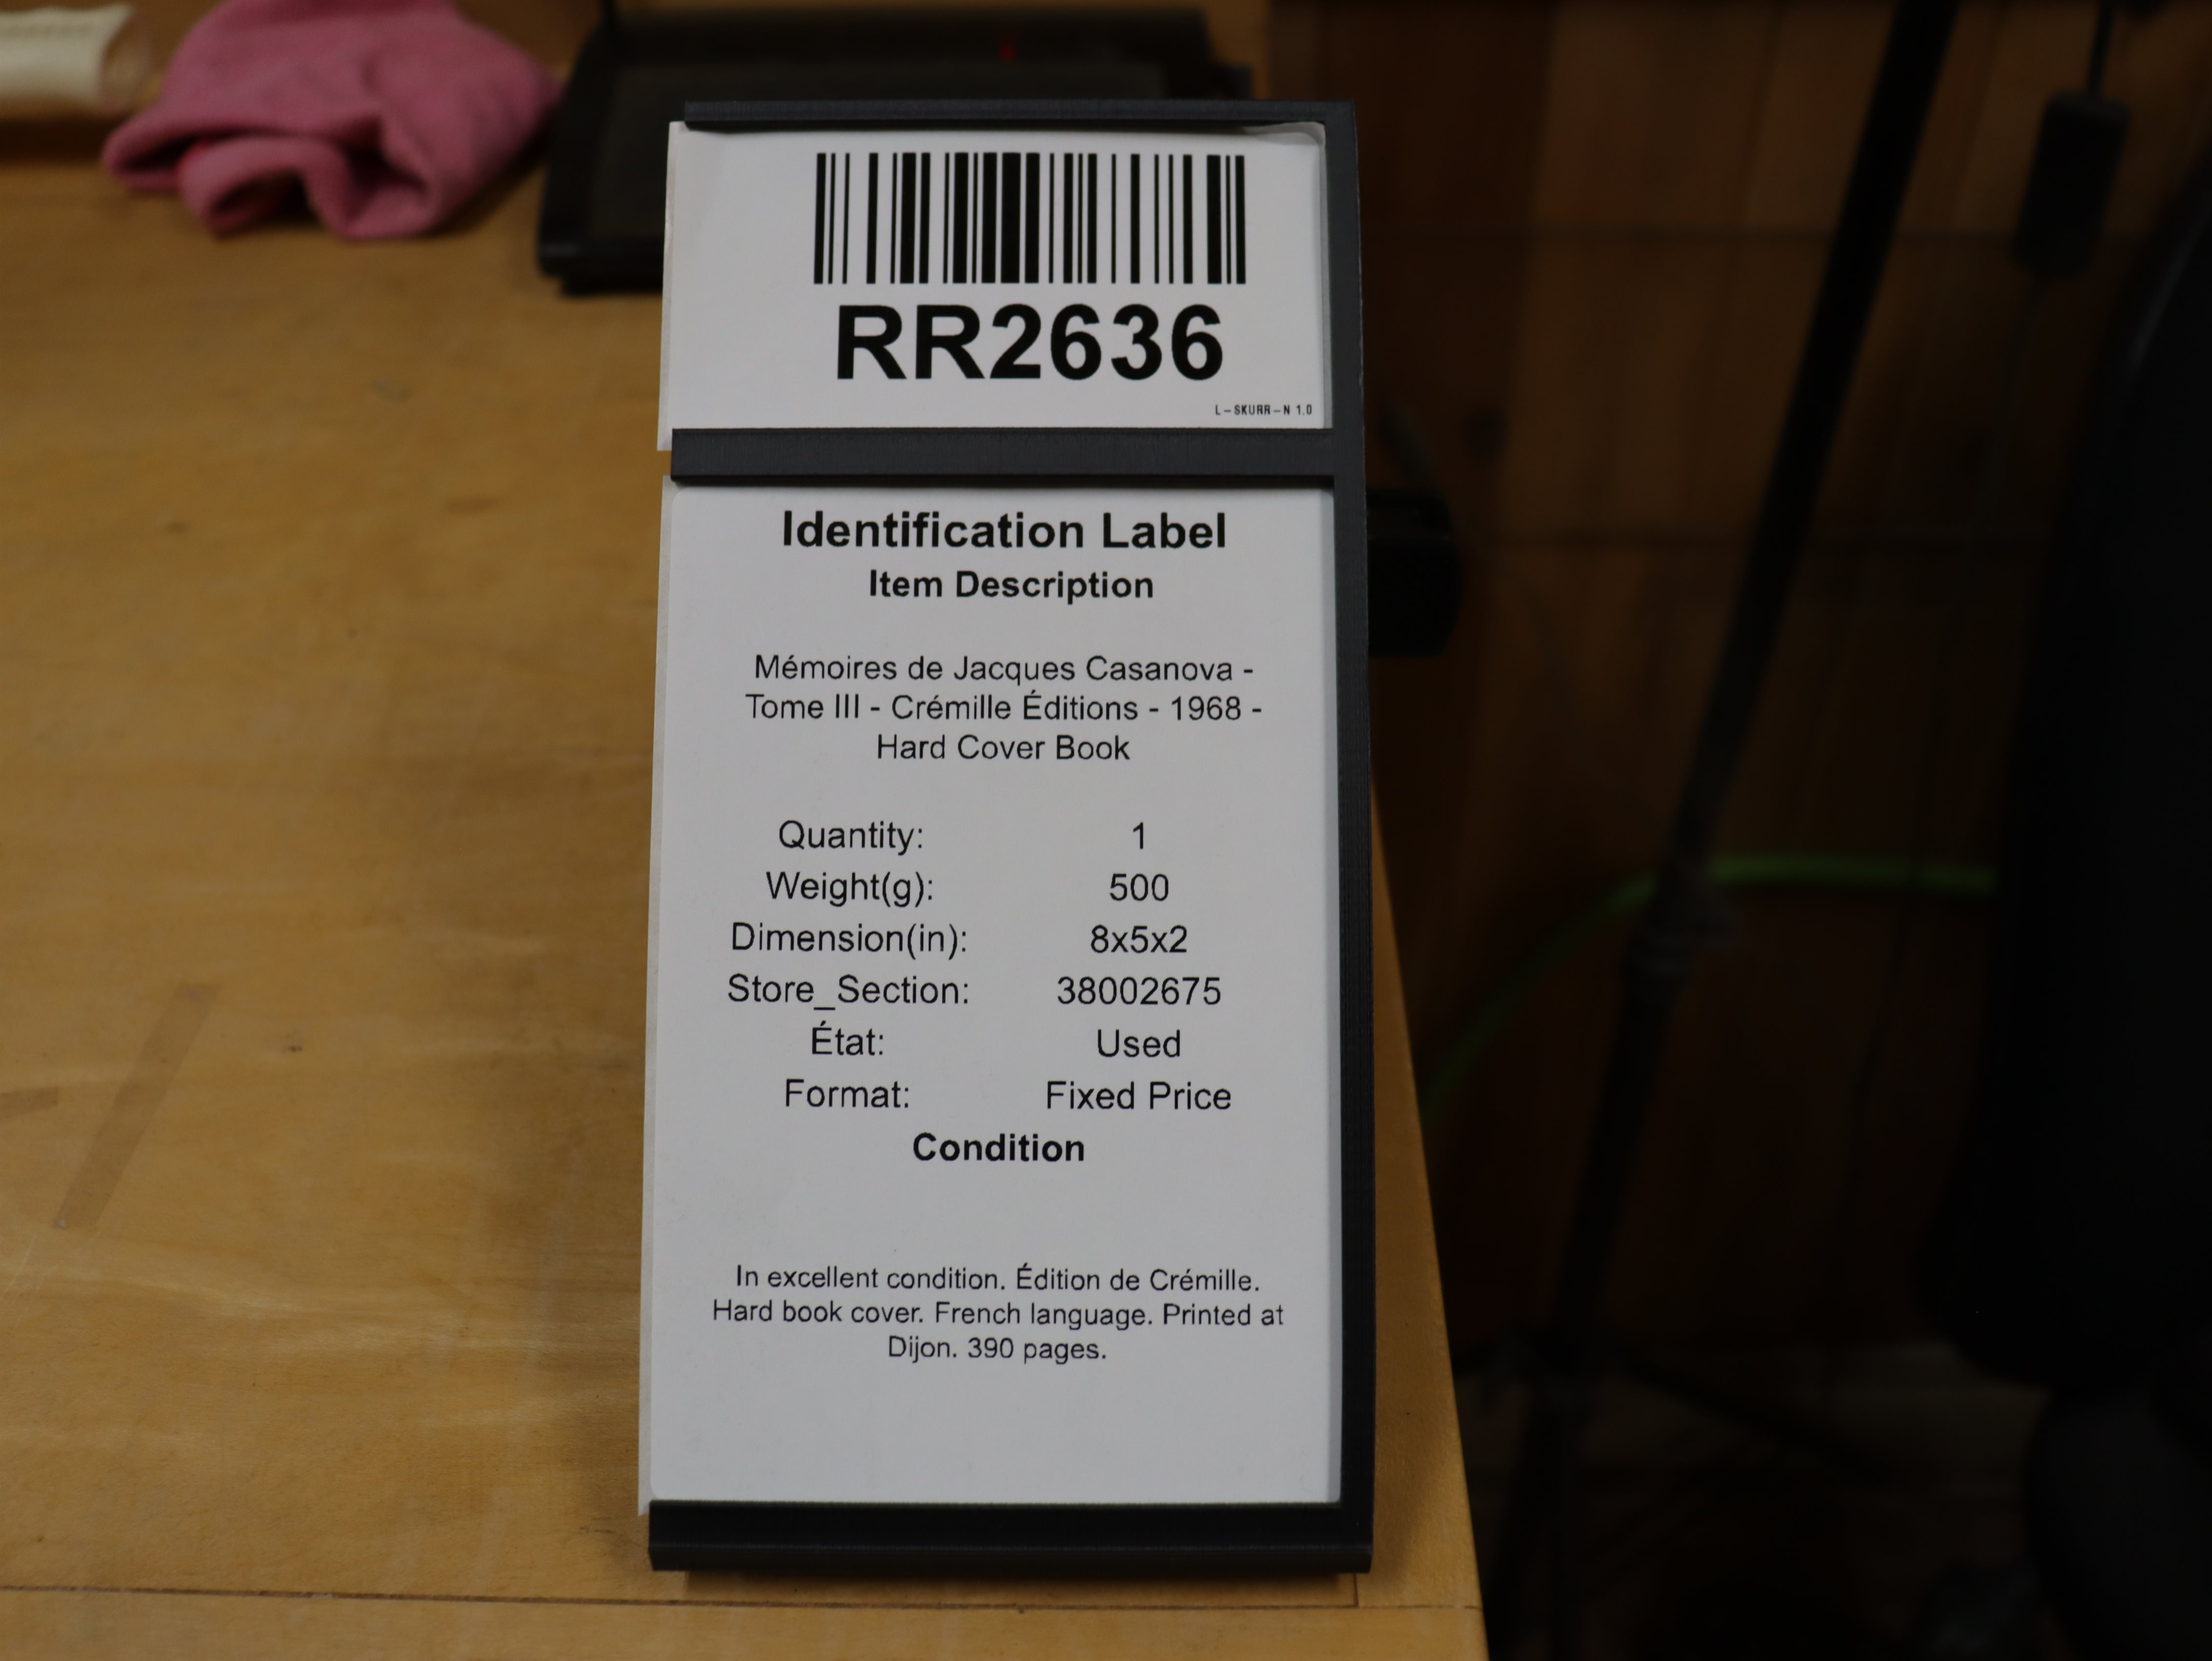 RR2636
L-SKURR-N 1.0
Identification Label
Item Description
Mémoires de Jacques Casanova -
Tome III - Crémille Éditions - 1968 -
Hard Cover Book
Quantity: 1
Weight(g): 500
Dimension(in): 8x5x2
Store_Section: 38002675
État: Used
Format: Fixed Price
Condition
In excellent condition. Édition de Crémille.
Hard book cover. French language. Printed at
Dijon. 390 pages.